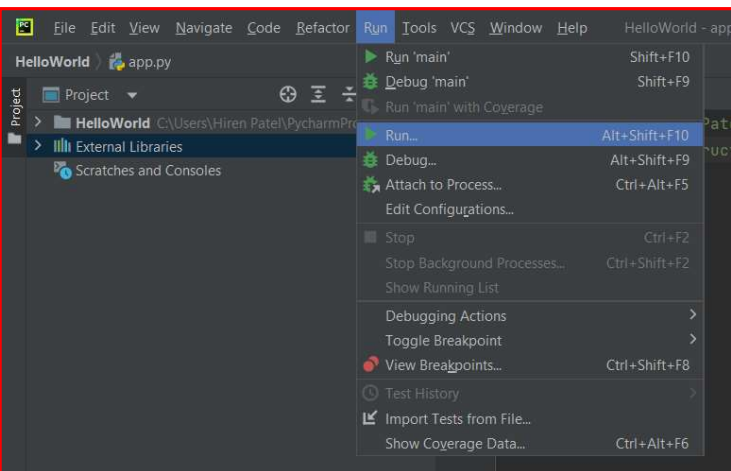 PC File Edit View Navigate Code Refactor Run Tools VCS Window Help HelloWorld - app
HelloWorld app.py
Project
Project
HelloWorld C:\Users\Hiren Patel\PycharmPro
External Libraries
Scratches and Consoles
Run 'main' Shift+F10
Debug 'main' Shift+F9
Run 'main' with Coverage
Run... Alt+Shift+F10
Debug... Alt+Shift+F9
Attach to Process... Ctrl+Alt+F5
Edit Configurations...
Stop Ctrl+F2
Stop Background Processes... Ctrl+Shift+F2
Show Running List
Debugging Actions
Toggle Breakpoint
View Breakpoints... Ctrl+Shift+F8
Test History
Import Tests from File...
Show Coverage Data... Ctrl+Alt+F6
Pat
ruc